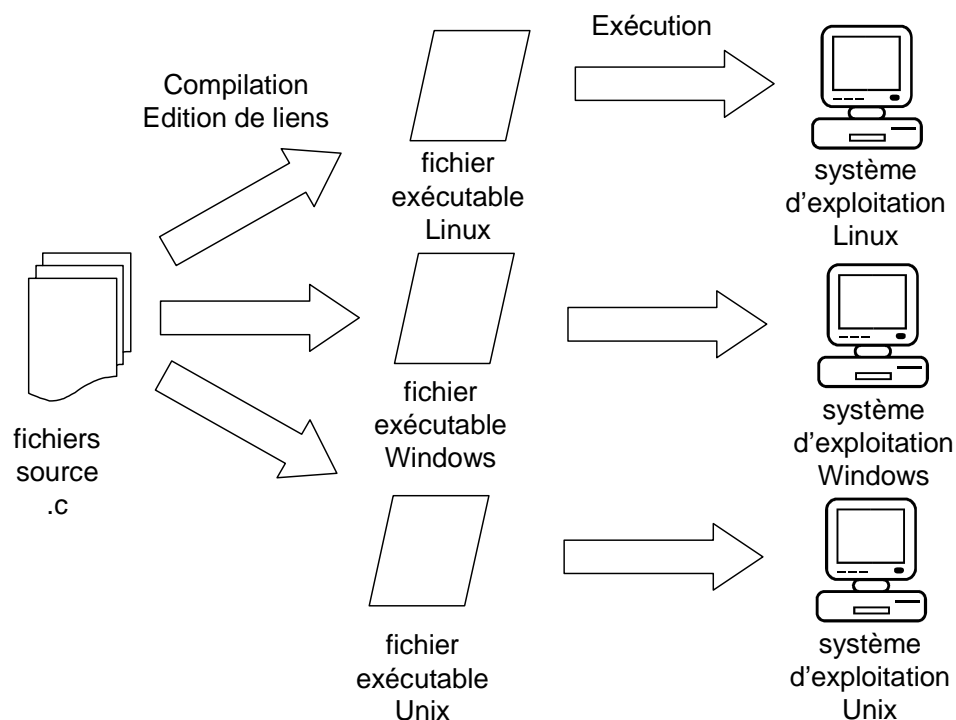 Exécution
Compilation
Edition de liens
fichier
exécutable
Linux
système
d'exploitation
Linux
fichiers
source
.c
fichier
exécutable
Windows
système
d'exploitation
Windows
fichier
exécutable
Unix
système
d'exploitation
Unix